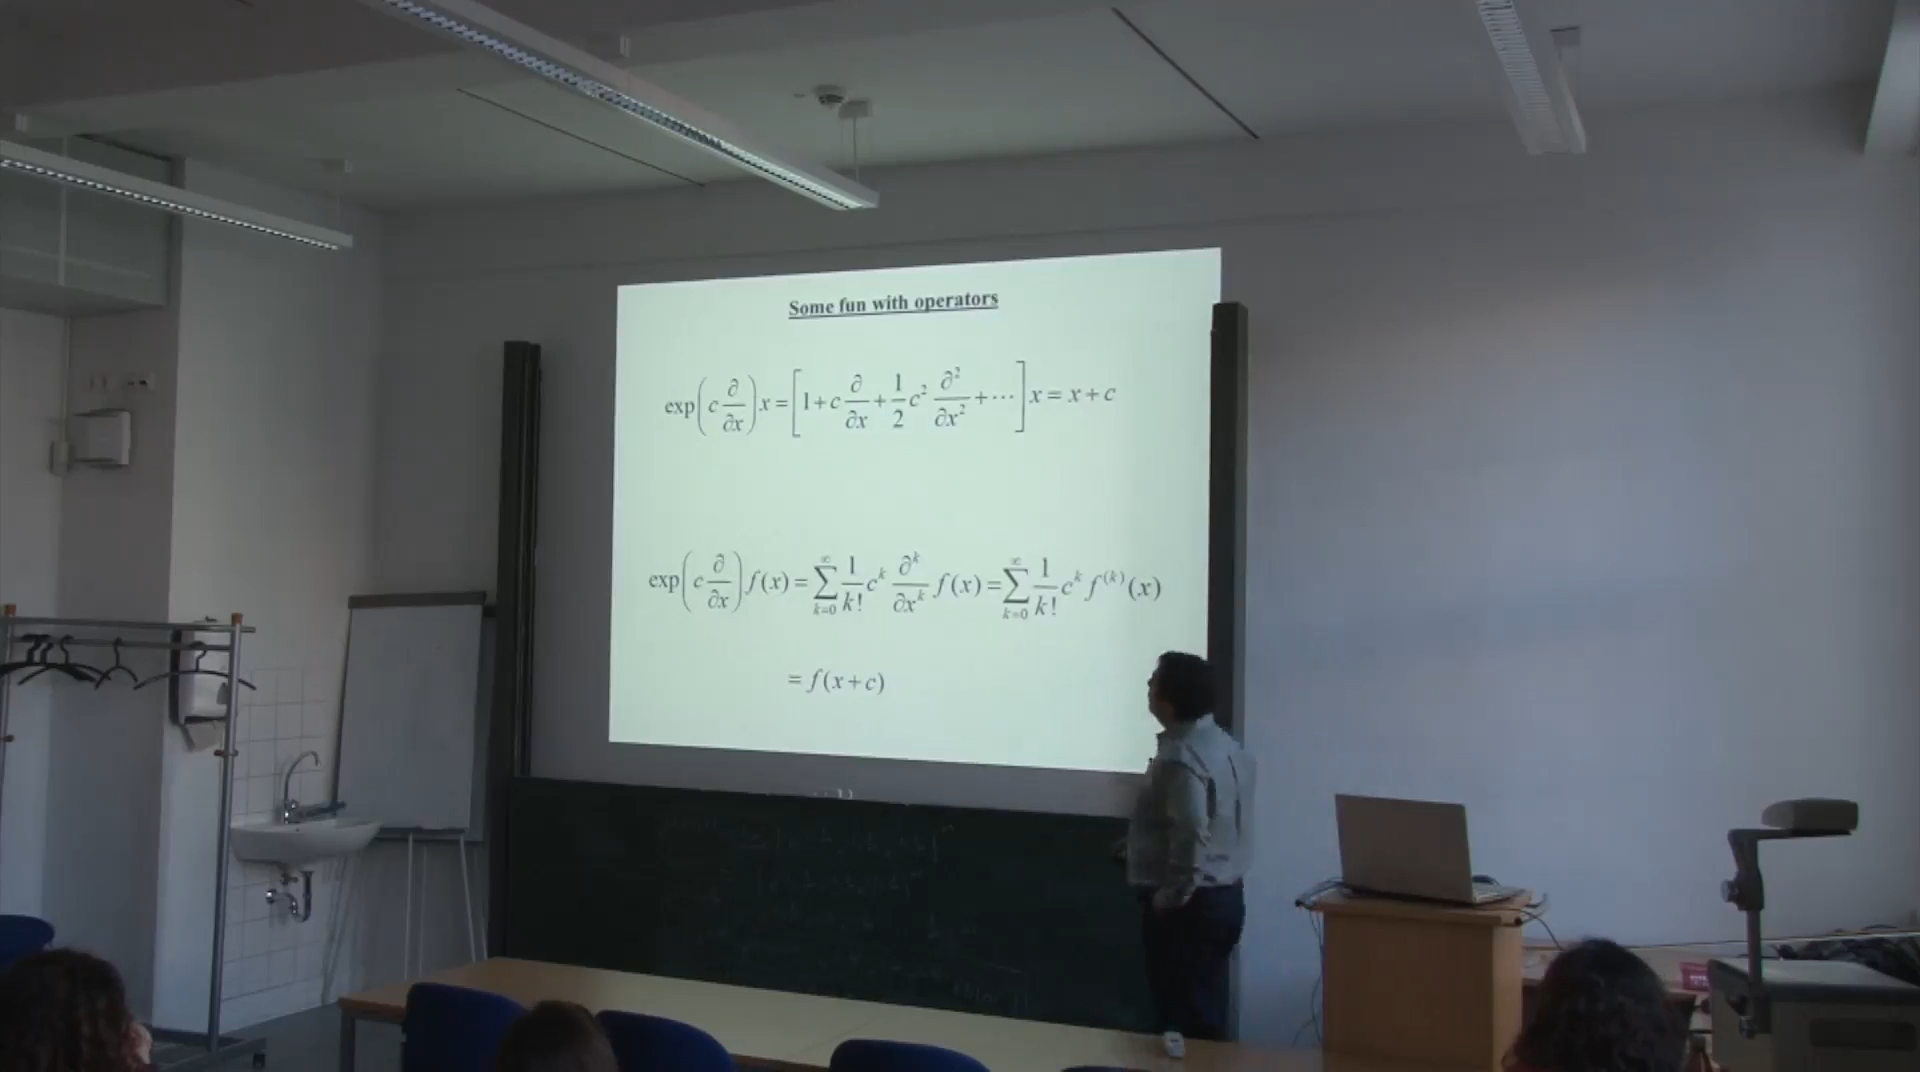 Some fun with operators
exp(c ∂/∂x) x = [1 + c ∂/∂x + 1/2 c² ∂²/∂x² + ⋯] x = x + c
exp(c ∂/∂x) f(x) = ∑_{k=0}^{∞} 1/k! c^k ∂^k/∂x^k f(x) = ∑_{k=0}^{∞} 1/k! c^k f^{(k)}(x)
= f(x + c)